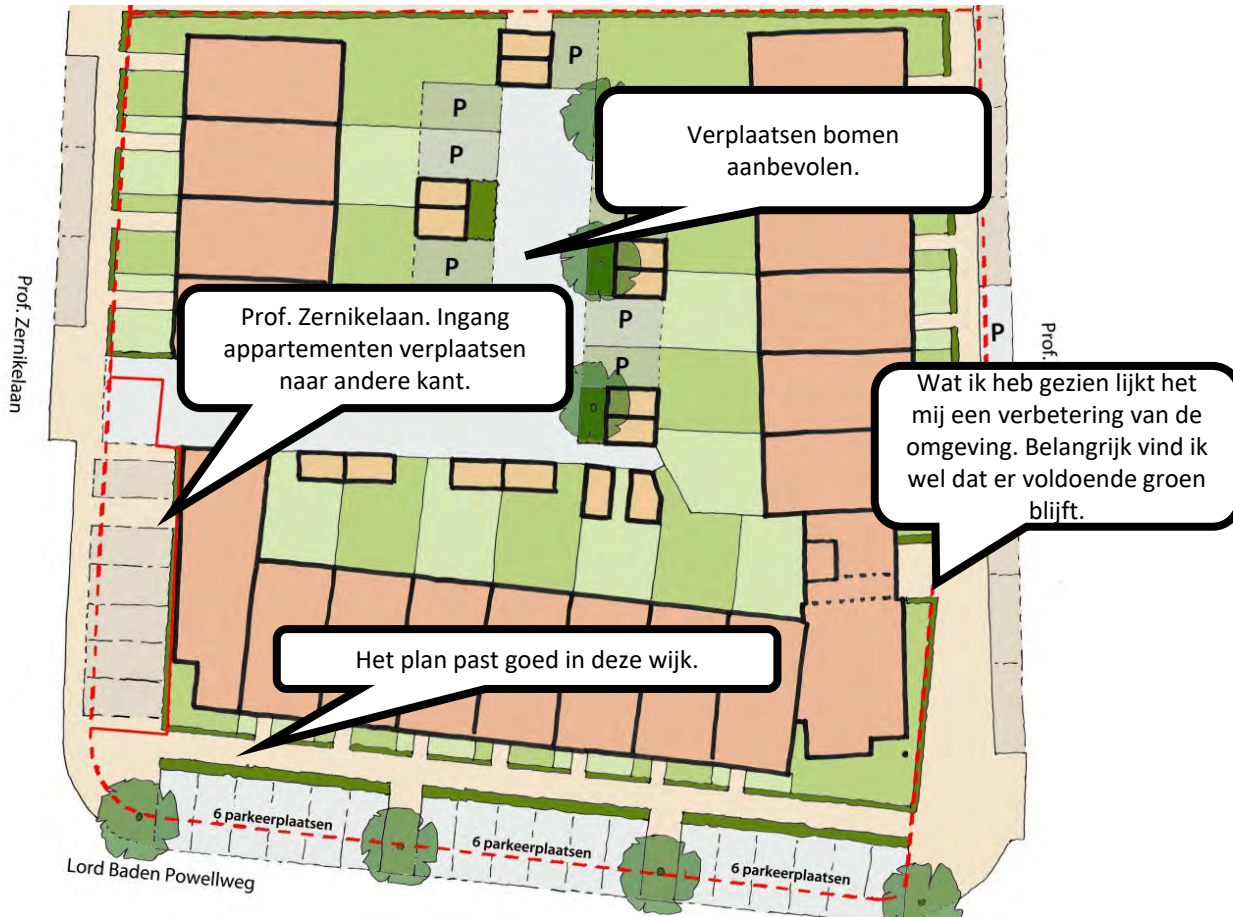 P
P
P
P
Verplaatsen bomen
aanbevolen.
Prof. Zernikelaan
Prof. Zernikelaan. Ingang
appartementen verplaatsen
naar andere kant.
P
P
P
Prof.
Wat ik heb gezien lijkt het
mij een verbetering van de
omgeving. Belangrijk vind ik
wel dat er voldoende groen
blijft.
Het plan past goed in deze wijk.
6 parkeerplaatsen
6 parkeerplaatsen
6 parkeerplaatsen
Lord Baden Powellweg